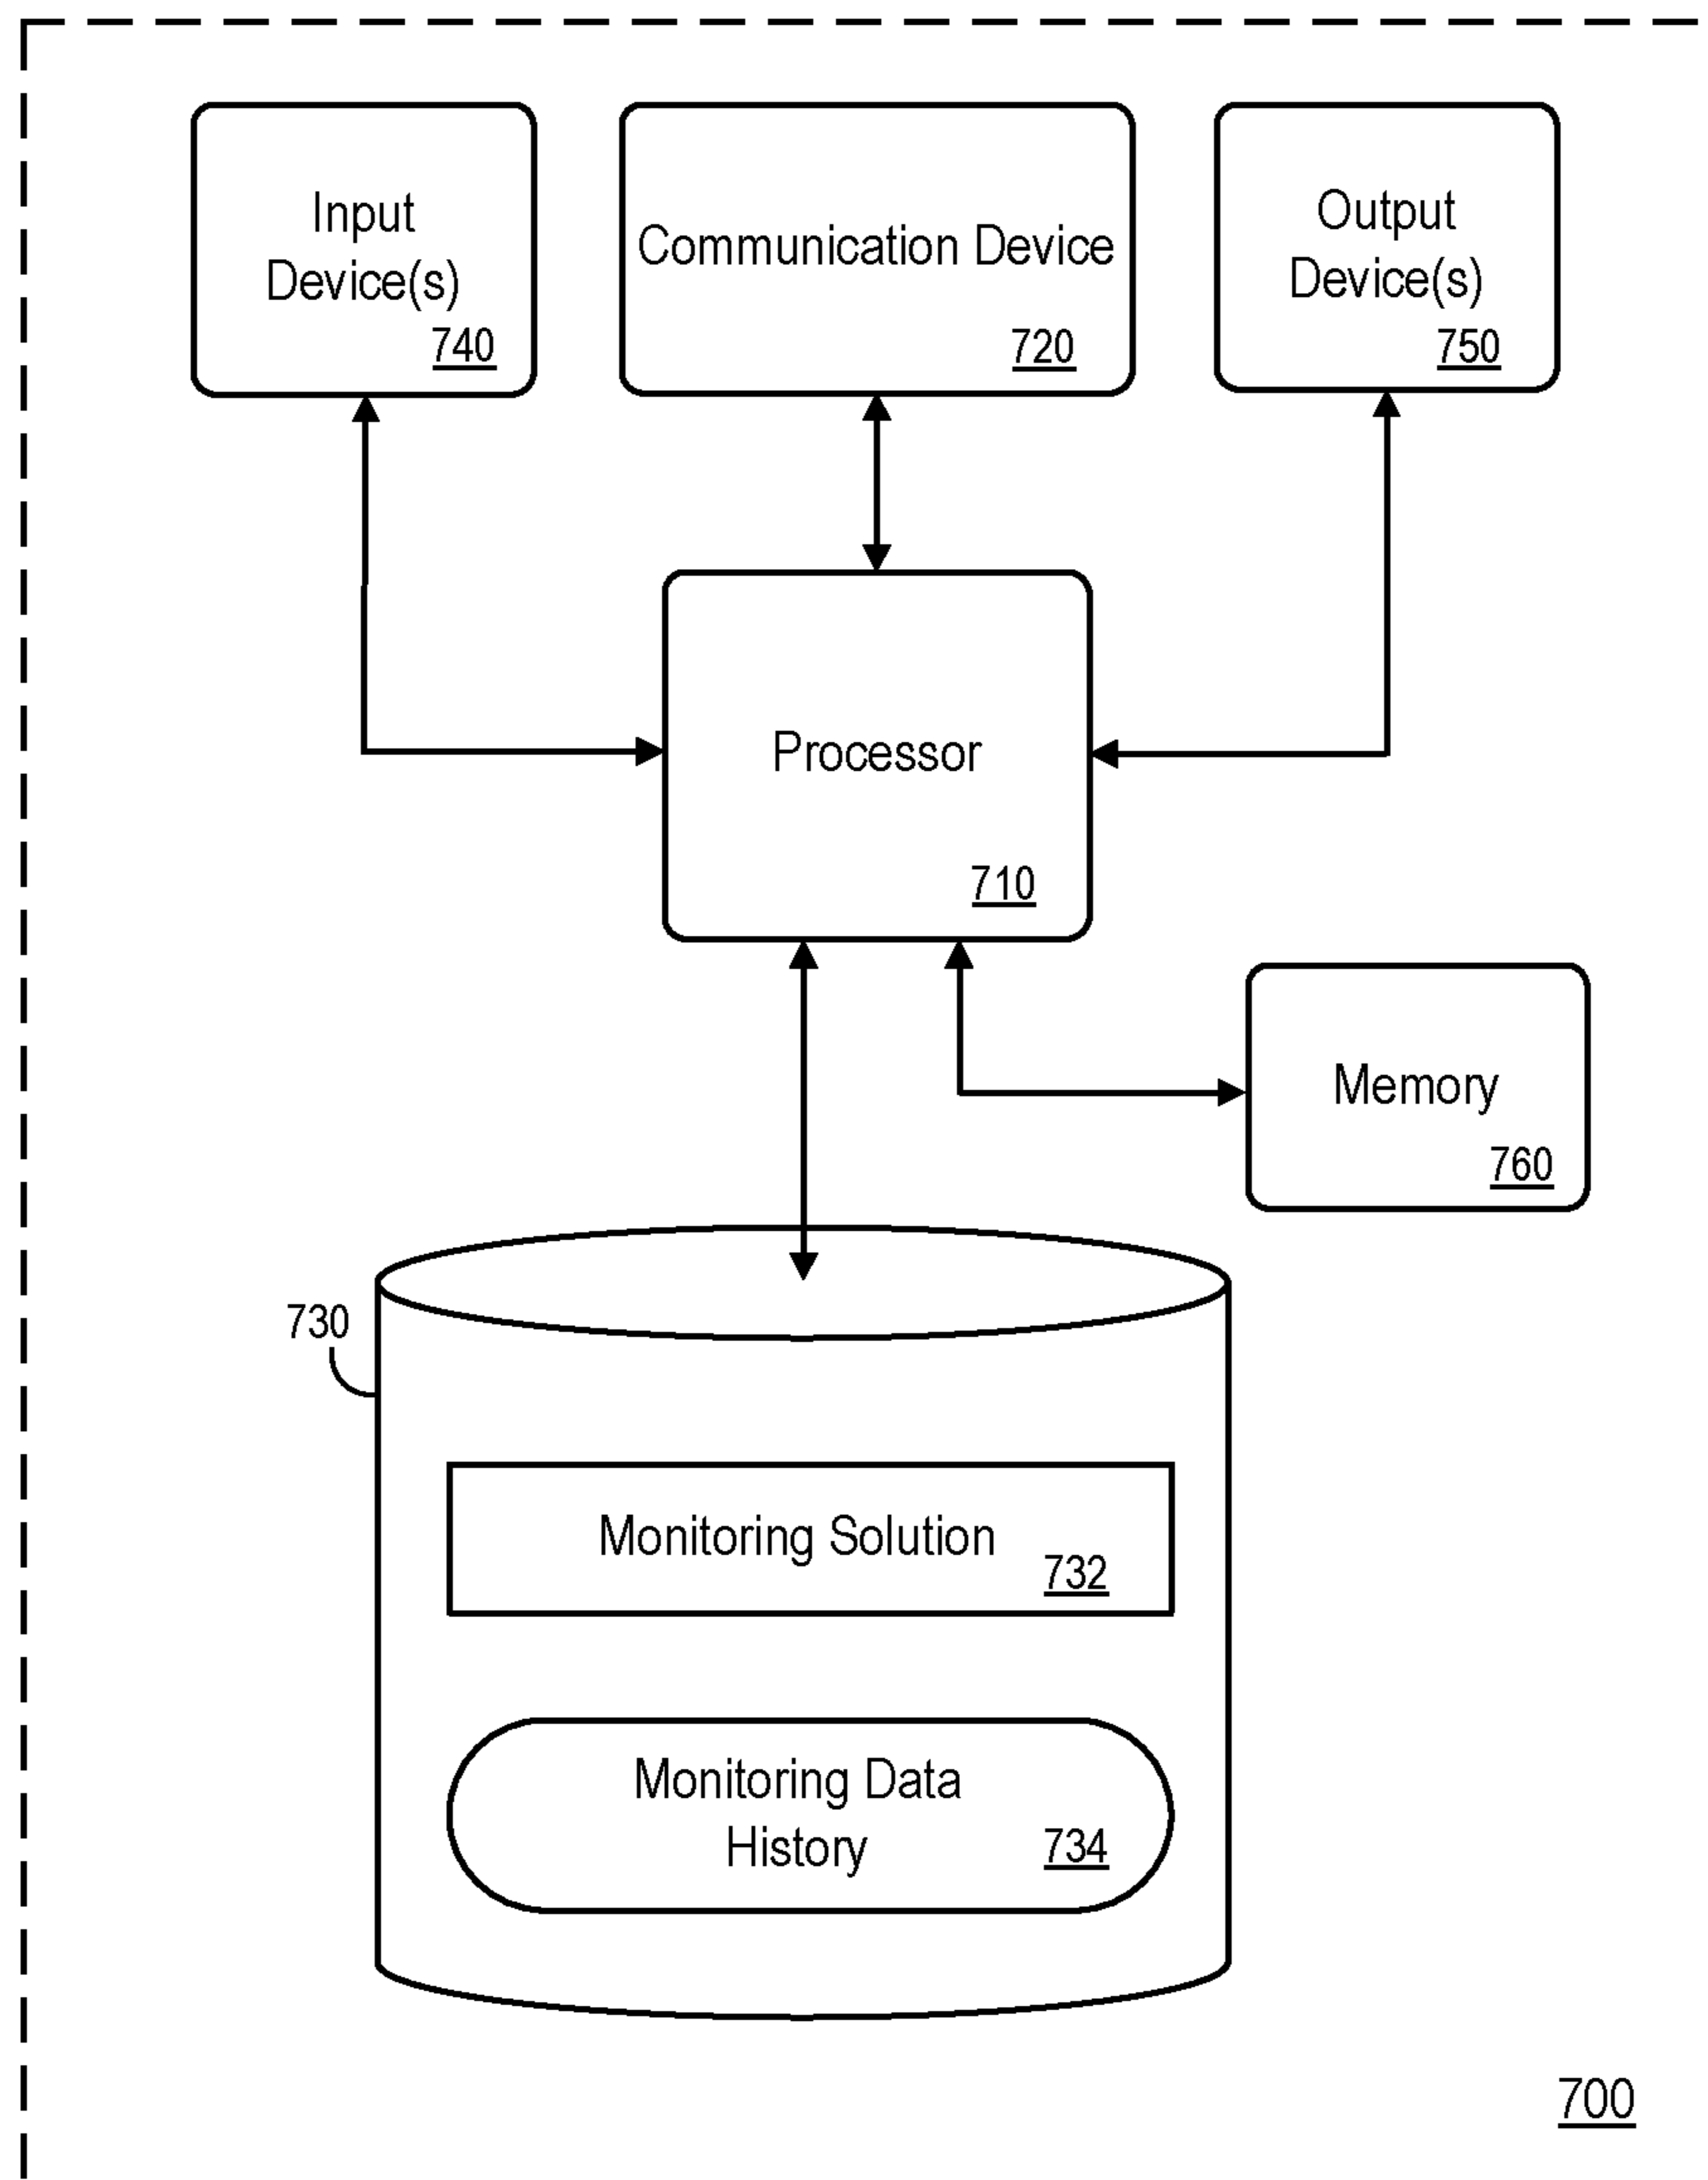 Input
Device(s)
740
Communication Device
720
Output
Device(s)
750
Processor
710
Memory
760
730
Monitoring Solution
732
Monitoring Data
History
734
700